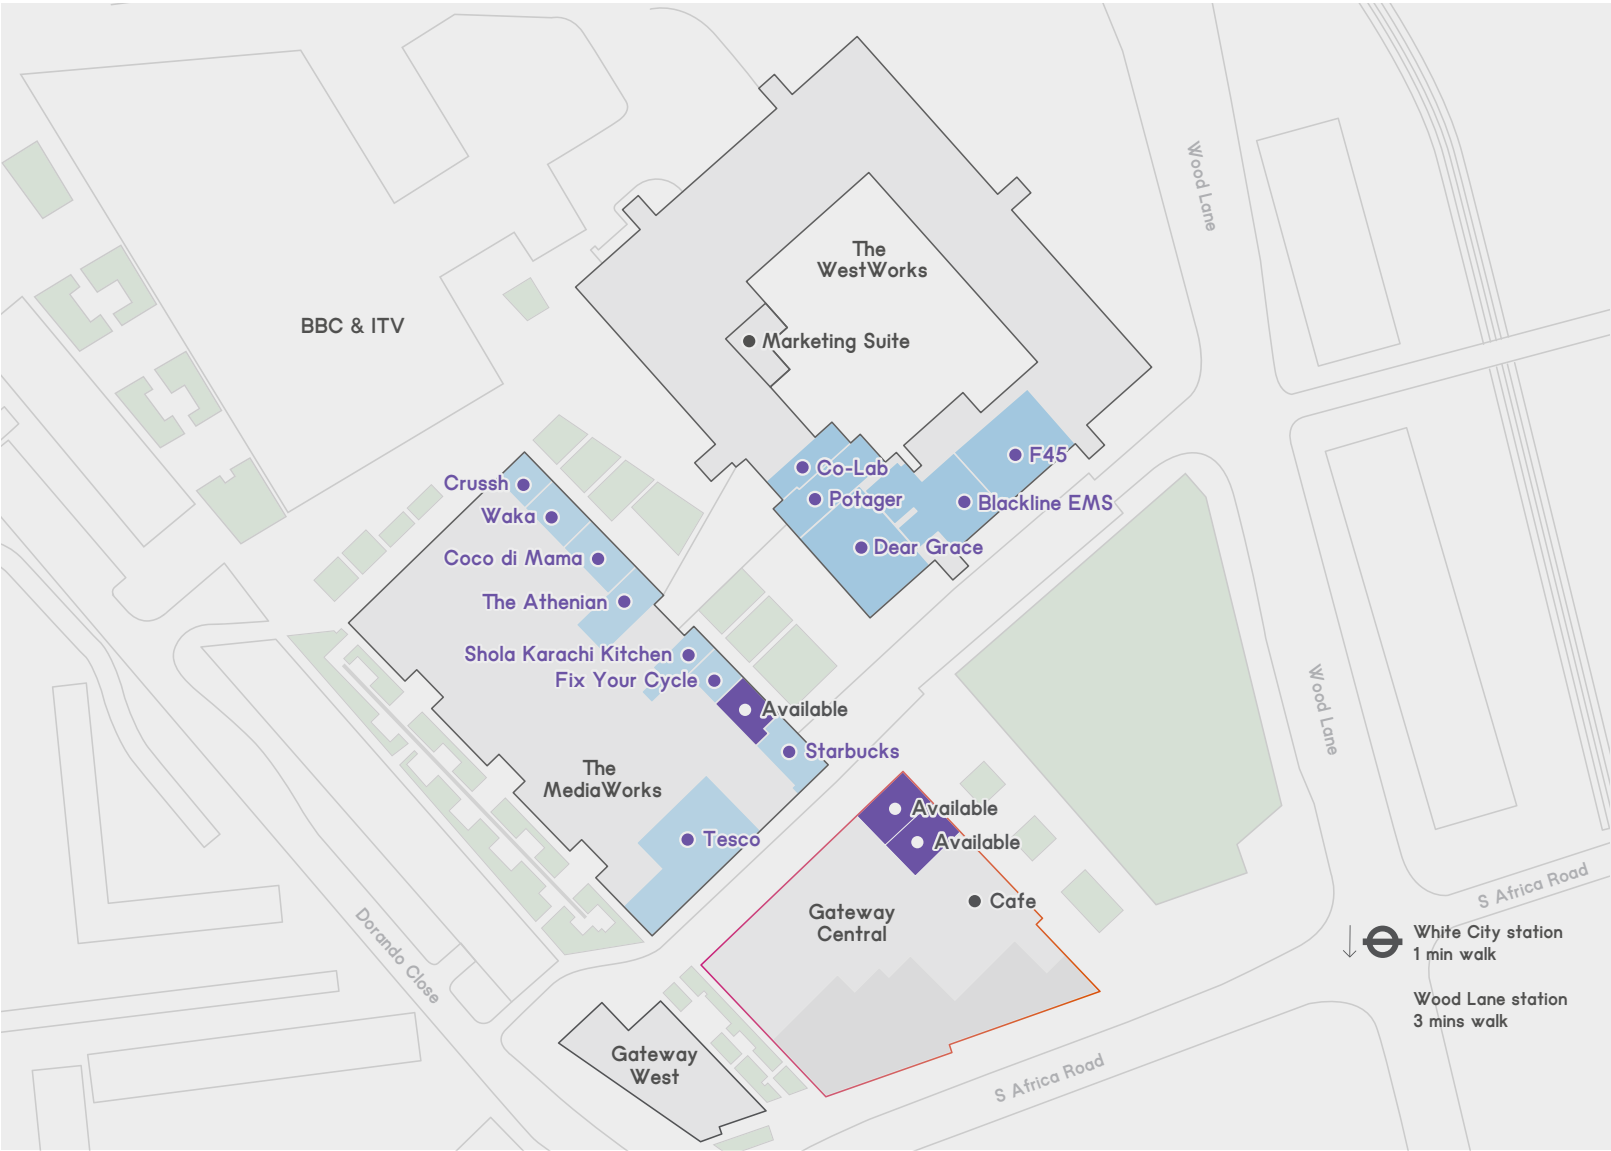 Wood Lane
The
WestWorks
BBC & ITV
Marketing Suite
F45
Co-Lab
Crussh
Potager
Blackline EMS
Waka
Dear Grace
Coco di Mama
The Athenian
Shola Karachi Kitchen
Fix Your Cycle
Available
Wood Lane
Starbucks
The
MediaWorks
Available
Tesco
Available
S Africa Road
Cafe
Gateway
Central
Dorando Close
White City station
1 min walk
Wood Lane station
3 mins walk
Gateway
West
S Africa Road